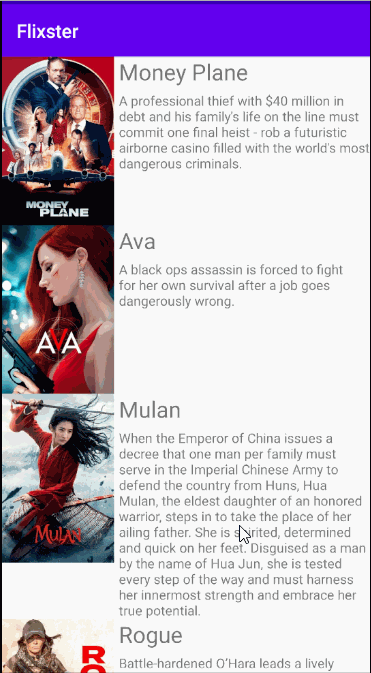 Flixster
Money Plane
A professional thief with $40 million in
debt and his family's life on the line must
commit one final heist - rob a futuristic
airborne casino filled with the world's most
dangerous criminals.
MONEY
PLANE
Ava
A black ops assassin is forced to fight
for her own survival after a job goes
dangerously wrong.
AVA
Mulan
When the Emperor of China issues a
decree that one man per family must
serve in the Imperial Chinese Army to
defend the country from Huns, Hua
Mulan, the eldest daughter of an honored
warrior, steps in to take the place of her
ailing father. She is spirited, determined
and quick on her feet. Disguised as a man
by the name of Hua Jun, she is tested
every step of the way and must harness
her innermost strength and embrace her
true potential.
MULAN
Rogue
Battle-hardened O'Hara leads a lively
R